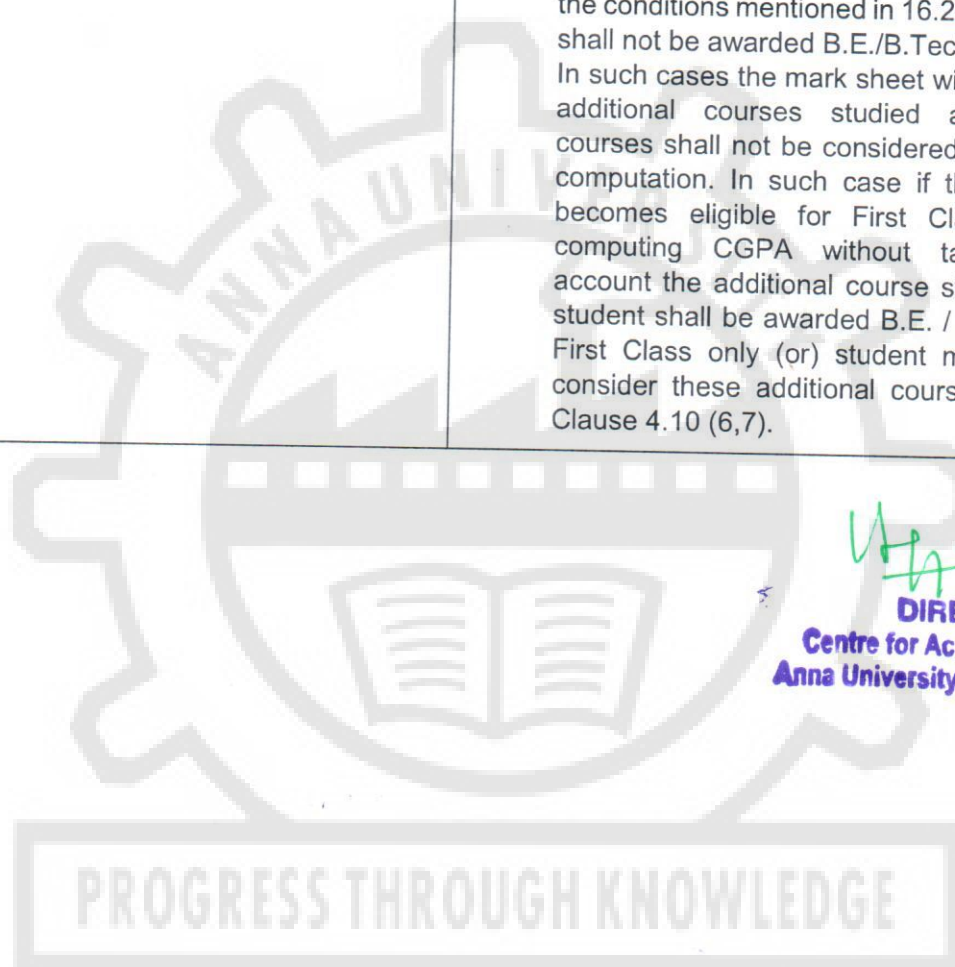 the conditions mentioned in 16.2
shall not be awarded B.E./B.Tec
In such cases the mark sheet wi
additional courses studied a
courses shall not be considered
computation. In such case if t
becomes eligible for First Cl
computing CGPA without ta
account the additional course s
student shall be awarded B.E. /
First Class only (or) student m
consider these additional cours
Clause 4.10 (6,7).
ANNA UNIVERSITY
DIRE
Centre for Ac
Anna University
PROGRESS THROUGH KNOWLEDGE